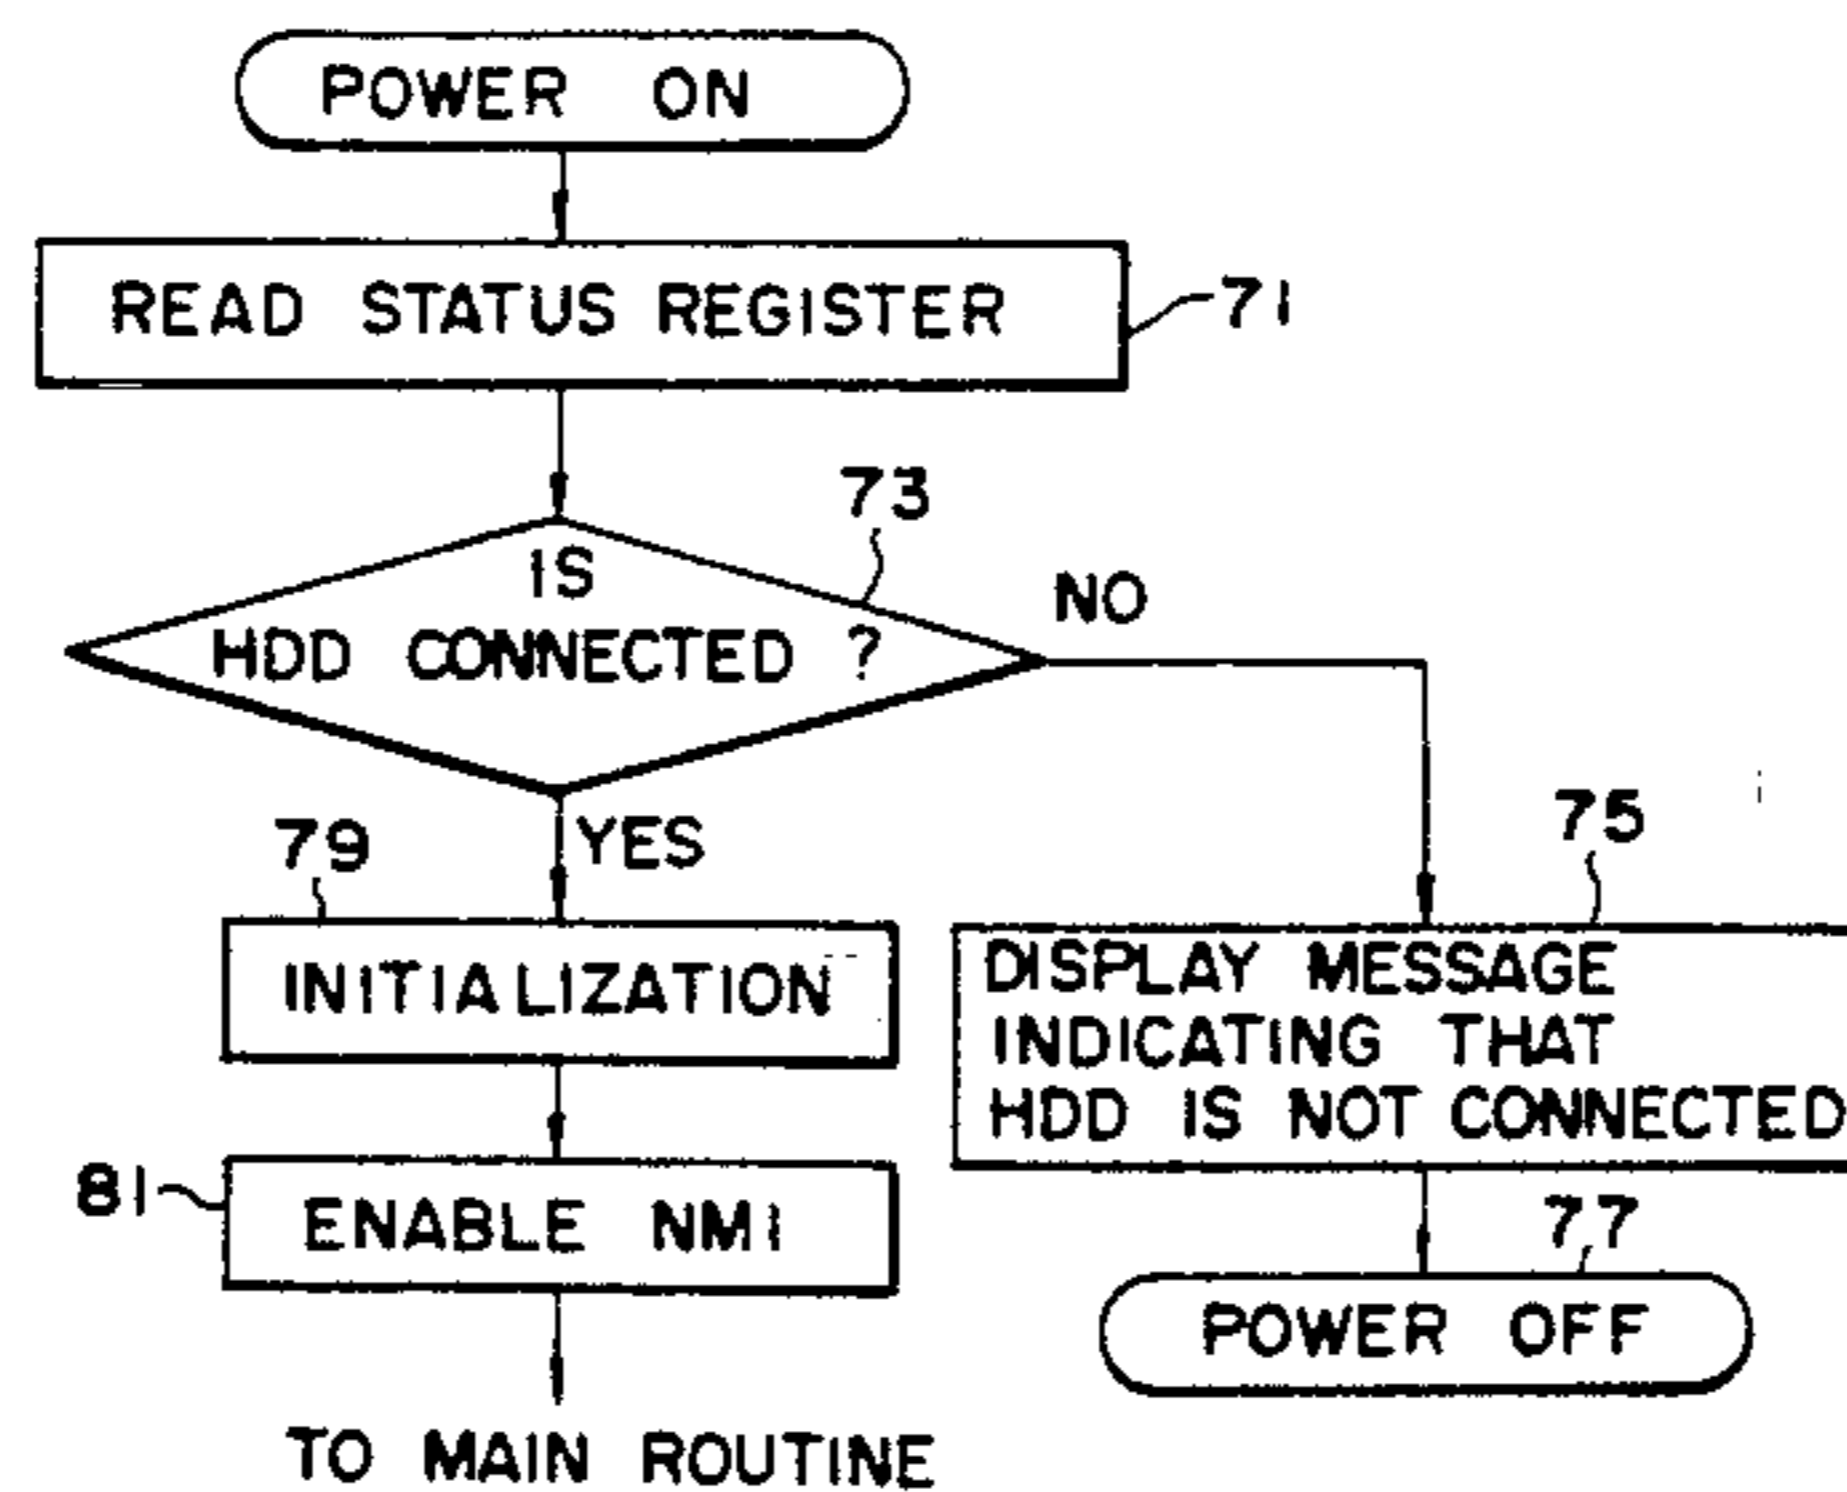 POWER ON
READ STATUS REGISTER
71
73
IS
HDD CONNECTED ?
NO
YES
79
INITIALIZATION
75
DISPLAY MESSAGE
INDICATING THAT
HDD IS NOT CONNECTED
81
ENABLE NMI
77
POWER OFF
TO MAIN ROUTINE